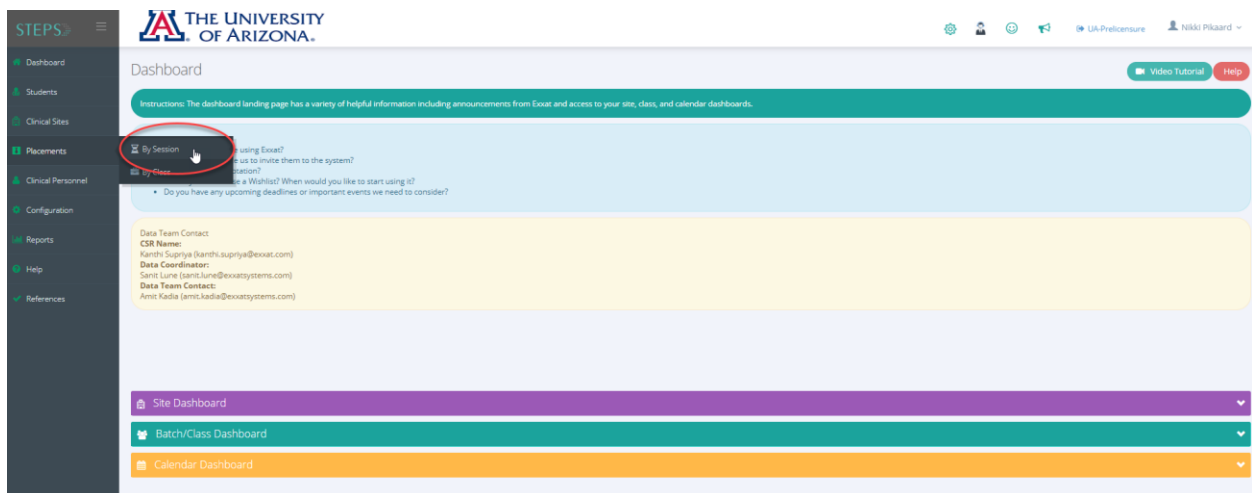 STEPS
THE UNIVERSITY
OF ARIZONA.
UA-Prelicensure
Nikki Pikaard
Dashboard
Students
Clinical Sites
Placements
Clinical Personnel
Configuration
Reports
Help
References
By Session
By Class
Dashboard
Video Tutorial
Help
Instructions: The dashboard landing page has a variety of helpful information including announcements from Exxat and access to your site, class, and calendar dashboards.
using Exxat?
us to invite them to the system?
a Wishlist? When would you like to start using it?
• Do you have any upcoming deadlines or important events we need to consider?
Data Team Contact
CSR Name:
Kanthi Supriya (kanthi.supriya@exxat.com)
Data Coordinator:
Sanit Lune (sanit.lune@exxatsystems.com)
Data Team Contact:
Amit Kadia (amit.kadia@exxatsystems.com)
Site Dashboard
Batch/Class Dashboard
Calendar Dashboard